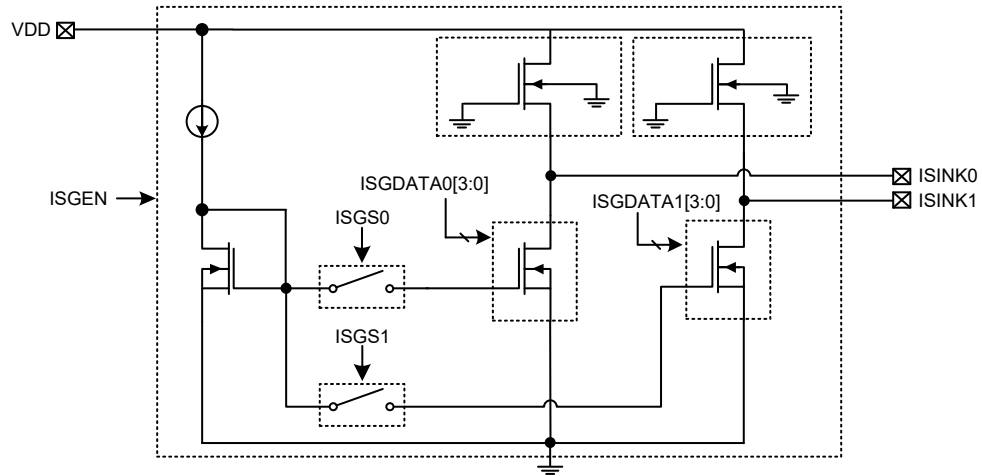 VDD
ISGEN
ISGS0
ISGDATA0[3:0]
ISGDATA1[3:0]
ISINK0
ISINK1
ISGS1